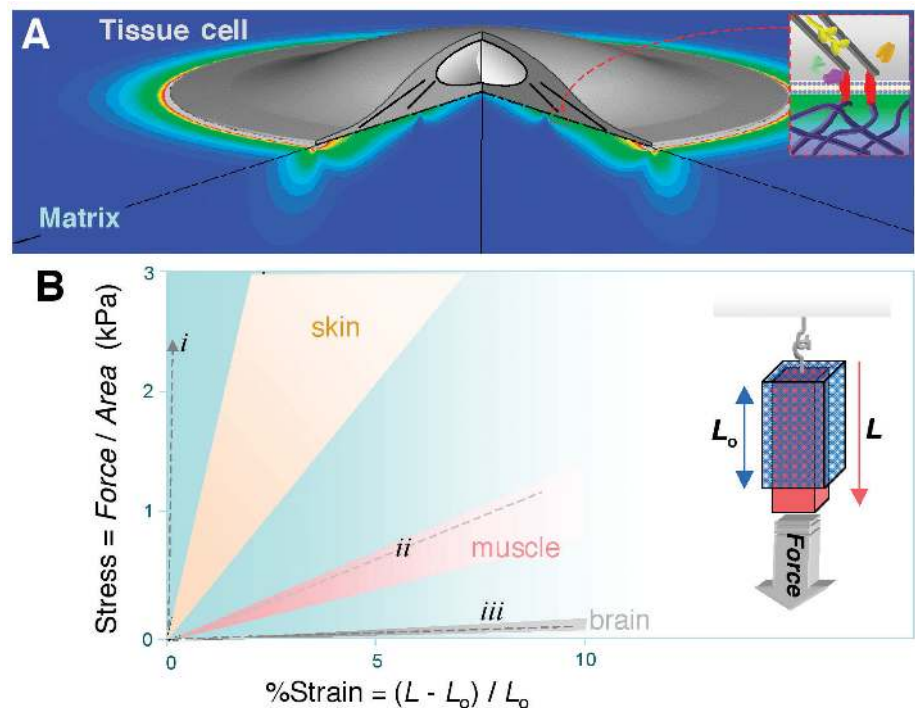 A
Tissue cell
Matrix
B
3
2
1
0
Stress = Force / Area (kPa)
i
skin
ii
muscle
iii
brain
0
5
10
%Strain = (L - Lₒ) / Lₒ
Lₒ
L
Force